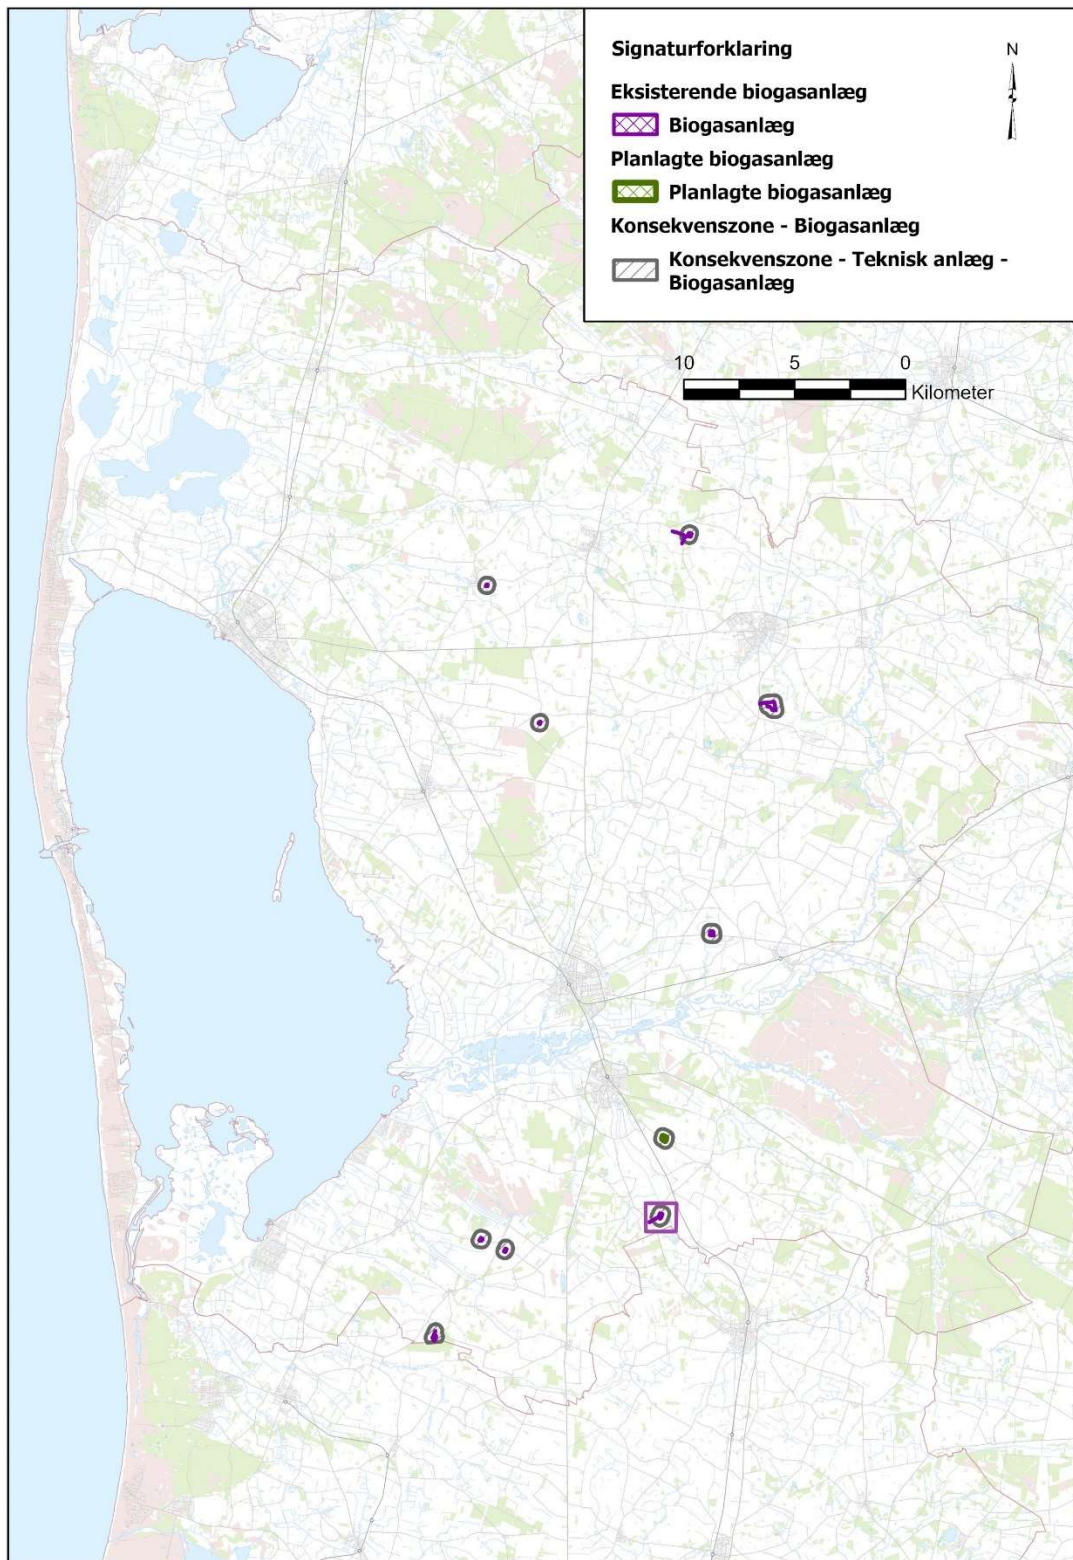 Signaturforklaring
N
Eksisterende biogasanlæg
Biogasanlæg
Planlagte biogasanlæg
Planlagte biogasanlæg
Konsekvenszone - Biogasanlæg
Konsekvenszone - Teknisk anlæg -
Biogasanlæg
10 5 0
Kilometer